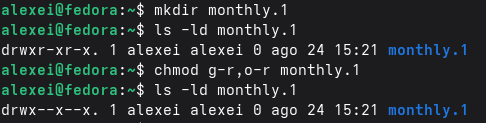 alexei@fedora:~$ mkdir monthly.1
alexei@fedora:~$ ls -ld monthly.1
drwxr-xr-x. 1 alexei alexei 0 ago 24 15:21 monthly.1
alexei@fedora:~$ chmod g-r,o-r monthly.1
alexei@fedora:~$ ls -ld monthly.1
drwx--x--x. 1 alexei alexei 0 ago 24 15:21 monthly.1